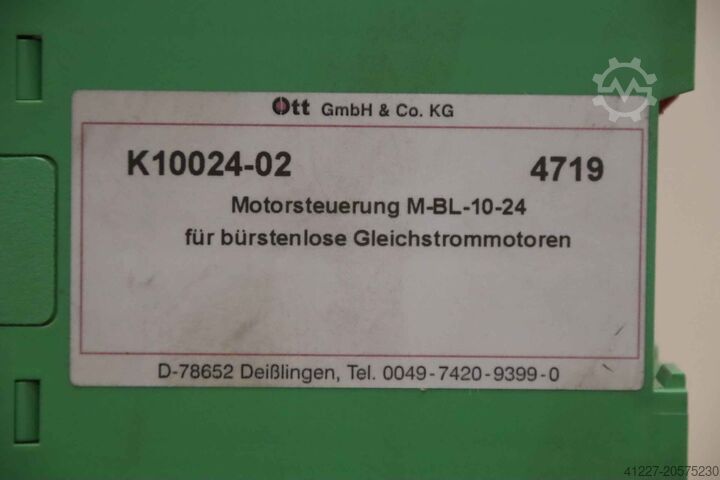 Ott GmbH & Co. KG
K10024-02 4719
Motorsteuerung M-BL-10-24
für bürstenlose Gleichstrommotoren
D-78652 Deißlingen, Tel. 0049-7420-9399-0
41227-20575230